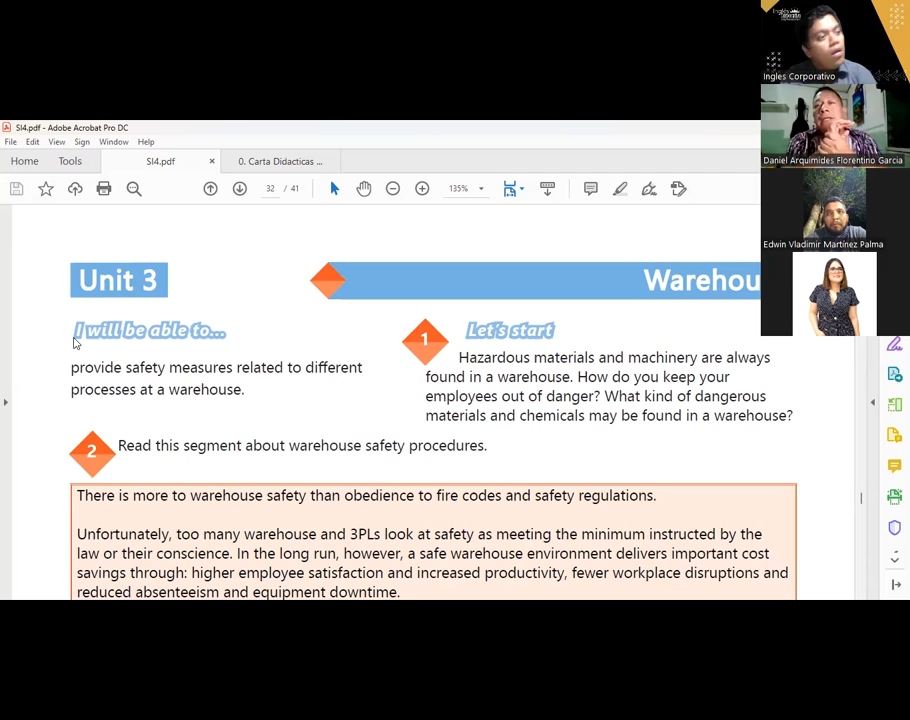 SI4.pdf - Adobe Acrobat Pro DC
File Edit View Sign Window Help
Home Tools SI4.pdf × 0. Carta Didacticas ...
32 / 41 135%
Unit 3
Warehou
I will be able to...
provide safety measures related to different
processes at a warehouse.
1
Let's start
Hazardous materials and machinery are always
found in a warehouse. How do you keep your
employees out of danger? What kind of dangerous
materials and chemicals may be found in a warehouse?
2
Read this segment about warehouse safety procedures.
There is more to warehouse safety than obedience to fire codes and safety regulations.
Unfortunately, too many warehouse and 3PLs look at safety as meeting the minimum instructed by the
law or their conscience. In the long run, however, a safe warehouse environment delivers important cost
savings through: higher employee satisfaction and increased productivity, fewer workplace disruptions and
reduced absenteeism and equipment downtime.
Ingles Corporativo
Daniel Arquimides Florentino Garcia
Edwin Vladimir Martínez Palma